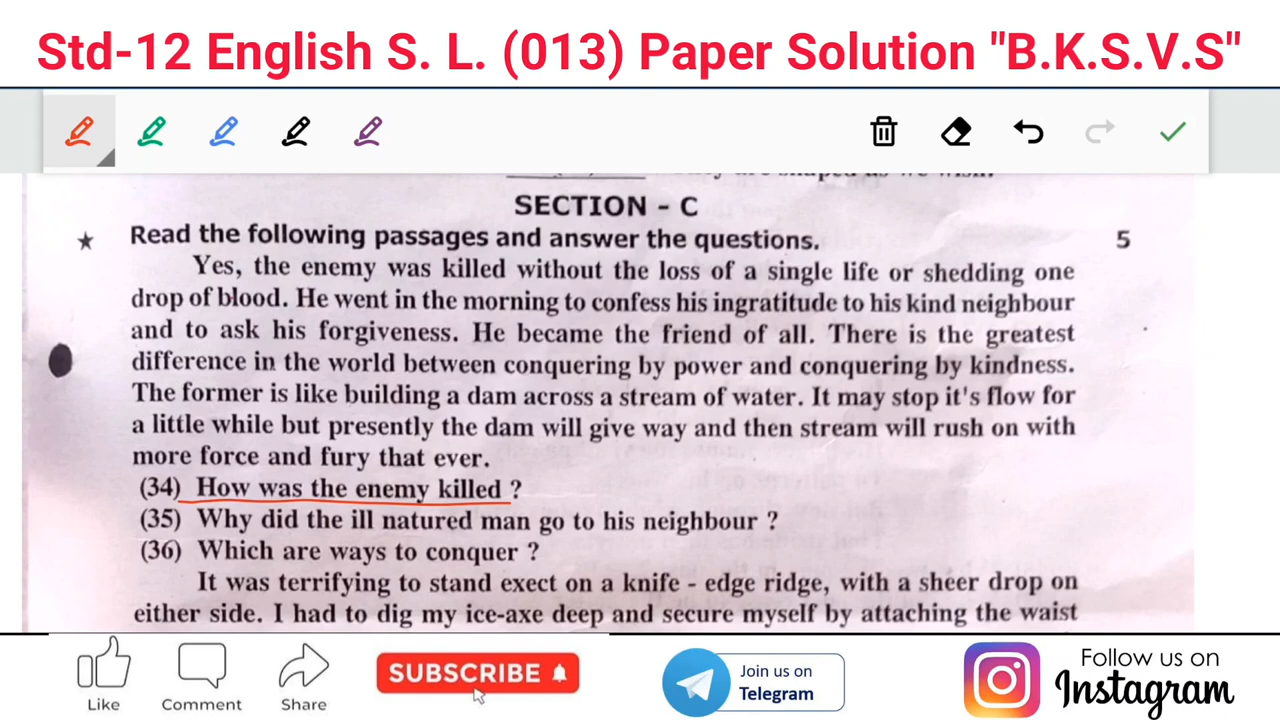 Std-12 English S. L. (013) Paper Solution "B.K.S.V.S"
SECTION - C
★ Read the following passages and answer the questions. 5
Yes, the enemy was killed without the loss of a single life or shedding one
drop of blood. He went in the morning to confess his ingratitude to his kind neighbour
and to ask his forgiveness. He became the friend of all. There is the greatest
difference in the world between conquering by power and conquering by kindness.
The former is like building a dam across a stream of water. It may stop it's flow for
a little while but presently the dam will give way and then stream will rush on with
more force and fury that ever.
(34) How was the enemy killed ?
(35) Why did the ill natured man go to his neighbour ?
(36) Which are ways to conquer ?
It was terrifying to stand exect on a knife - edge ridge, with a sheer drop on
either side. I had to dig my ice-axe deep and secure myself by attaching the waist
Like
Comment
Share
SUBSCRIBE
Join us on
Telegram
Follow us on
Instagram